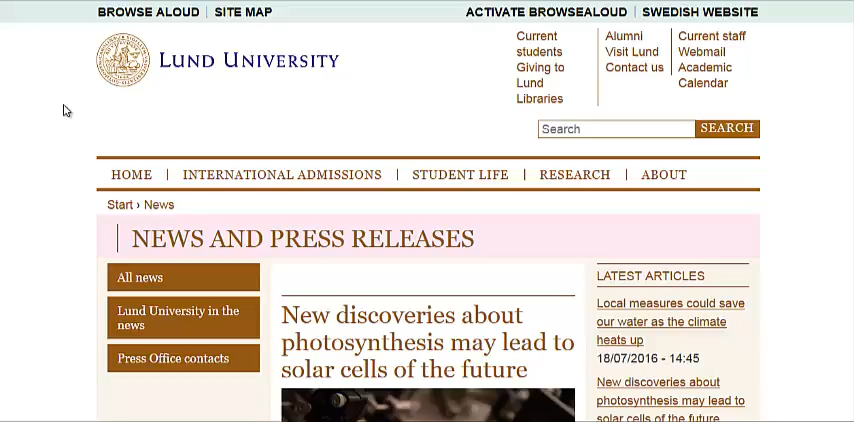 BROWSE ALOUD | SITE MAP
ACTIVATE BROWSEALOUD | SWEDISH WEBSITE
LUND UNIVERSITY
Current students
Giving to Lund
Libraries
Alumni
Visit Lund
Contact us
Current staff
Webmail
Academic Calendar
Search
SEARCH
HOME | INTERNATIONAL ADMISSIONS | STUDENT LIFE | RESEARCH | ABOUT
Start › News
NEWS AND PRESS RELEASES
All news
Lund University in the
news
Press Office contacts
New discoveries about
photosynthesis may lead to
solar cells of the future
LATEST ARTICLES
Local measures could save
our water as the climate
heats up
18/07/2016 - 14:45
New discoveries about
photosynthesis may lead to
solar cells of the future